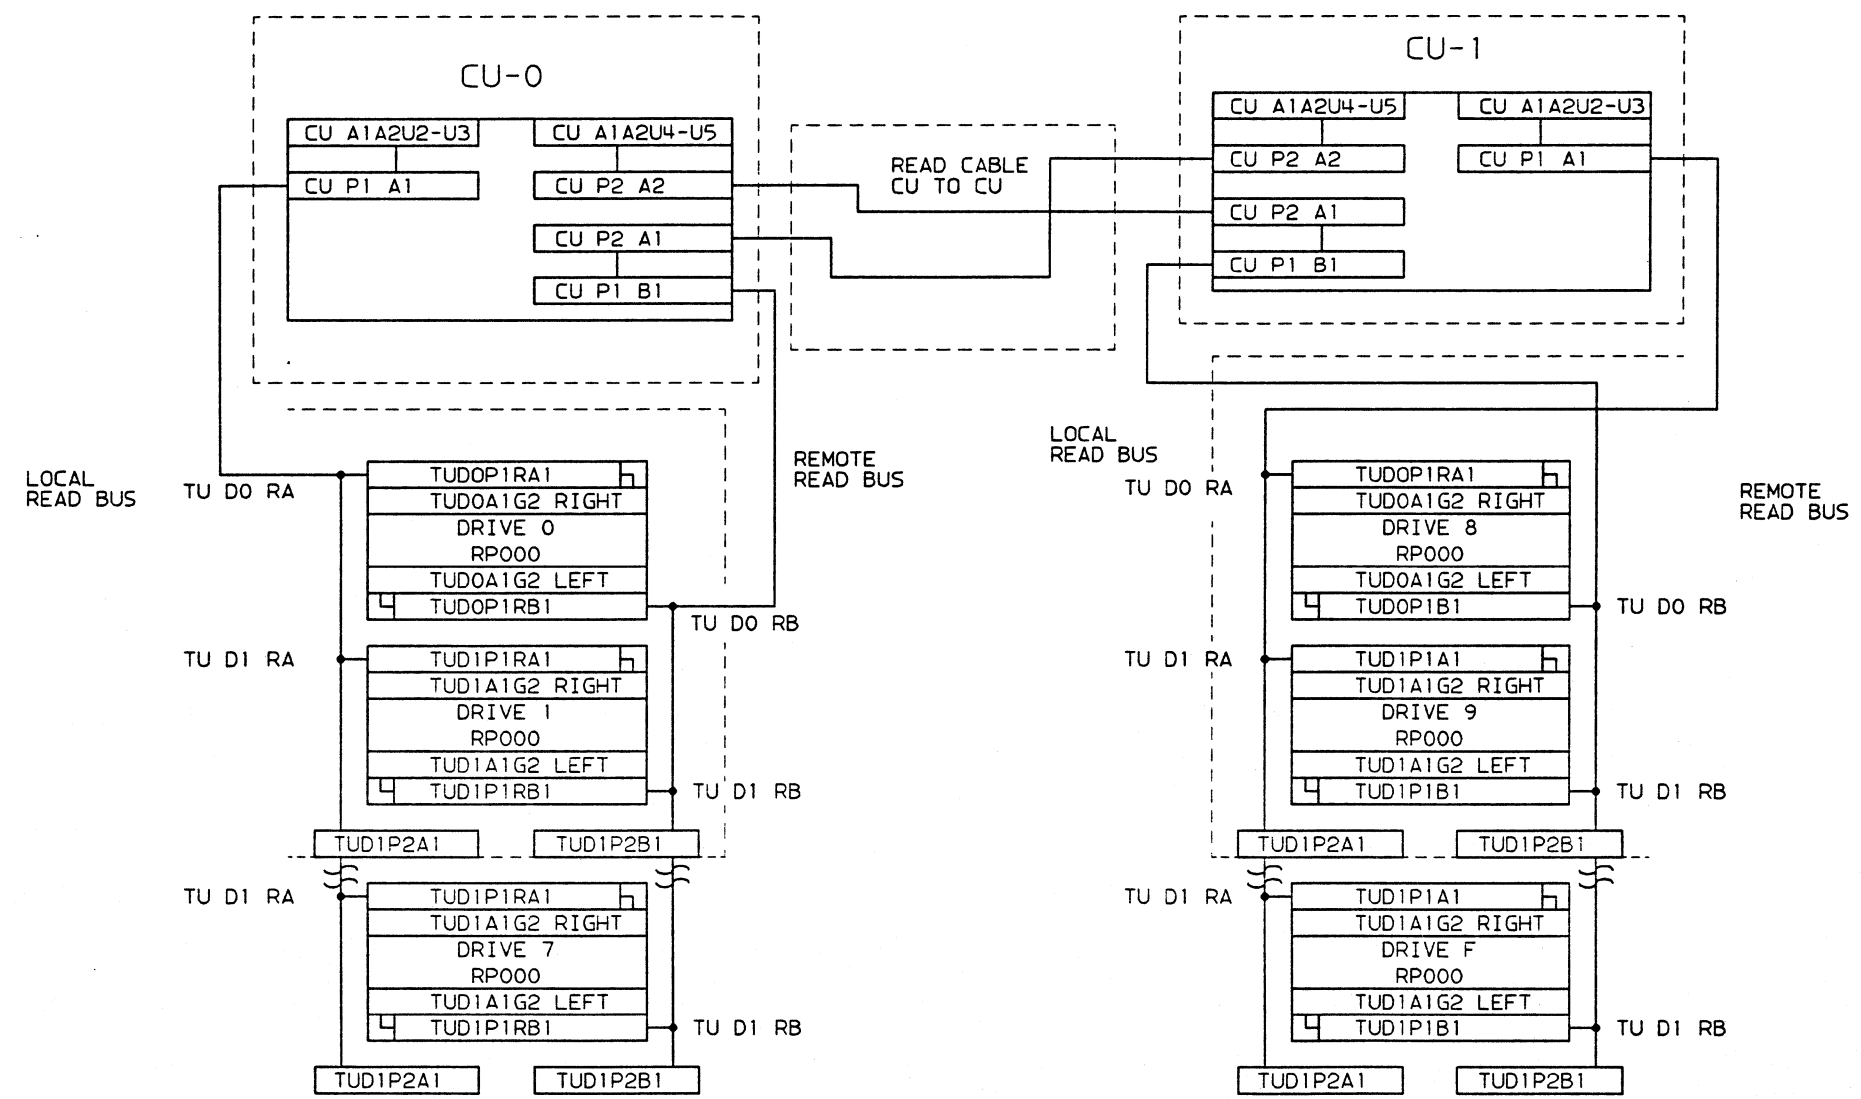 CU-0
CU A1A2U2-U3
CU A1A2U4-U5
CU P1 A1
CU P2 A2
CU P2 A1
CU P1 B1
READ CABLE
CU TO CU
CU-1
CU A1A2U4-U5
CU A1A2U2-U3
CU P2 A2
CU P1 A1
CU P2 A1
CU P1 B1
LOCAL
READ BUS
TU D0 RA
TUD0P1RA1
TUD0A1G2 RIGHT
DRIVE 0
RP000
TUD0A1G2 LEFT
TUD0P1RB1
REMOTE
READ BUS
TU D0 RB
TU D1 RA
TUD1P1RA1
TUD1A1G2 RIGHT
DRIVE 1
RP000
TUD1A1G2 LEFT
TUD1P1RB1
TU D1 RB
TUD1P2A1
TUD1P2B1
TU D1 RA
TUD1P1RA1
TUD1A1G2 RIGHT
DRIVE 7
RP000
TUD1A1G2 LEFT
TUD1P1RB1
TU D1 RB
TUD1P2A1
TUD1P2B1
LOCAL
READ BUS
TU D0 RA
TUD0P1RA1
TUD0A1G2 RIGHT
DRIVE 8
RP000
TUD0A1G2 LEFT
TUD0P1B1
REMOTE
READ BUS
TU D0 RB
TU D1 RA
TUD1P1A1
TUD1A1G2 RIGHT
DRIVE 9
RP000
TUD1A1G2 LEFT
TUD1P1B1
TU D1 RB
TUD1P2A1
TUD1P2B1
TU D1 RA
TUD1P1A1
TUD1A1G2 RIGHT
DRIVE F
RP000
TUD1A1G2 LEFT
TUD1P1B1
TU D1 RB
TUD1P2A1
TUD1P2B1